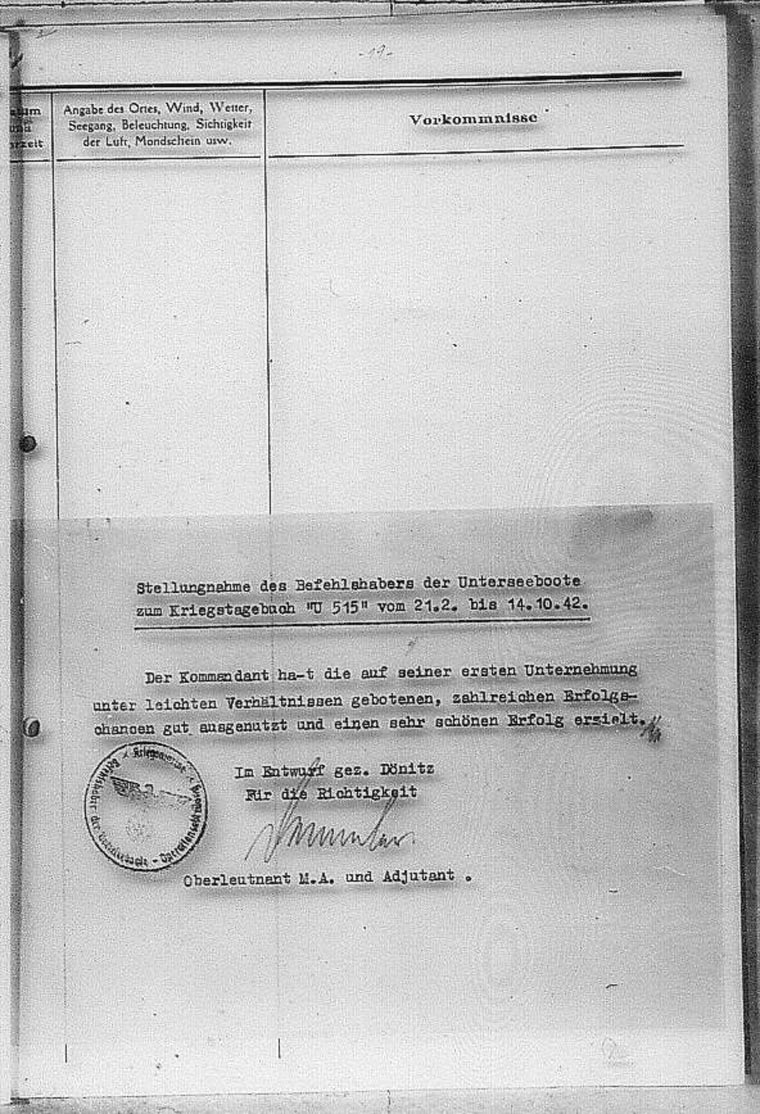 -19-
Angabe des Ortes, Wind, Wetter,
Seegang, Beleuchtung, Sichtigkeit
der Luft, Mondschein usw.
Vorkommnisse
Stellungnahme des Befehlshabers der Unterseeboote
zum Kriegstagebuch "U 515" vom 21.2. bis 14.10.42.
Der Kommandant ha-t die auf seiner ersten Unternehmung
unter leichten Verhältnissen gebotenen, zahlreichen Erfolgs-
chancen gut ausgenutzt und einen sehr schönen Erfolg erzielt.
Im Entwurf gez. Dönitz
Für die Richtigkeit
Oberleutnant M.A. und Adjutant .